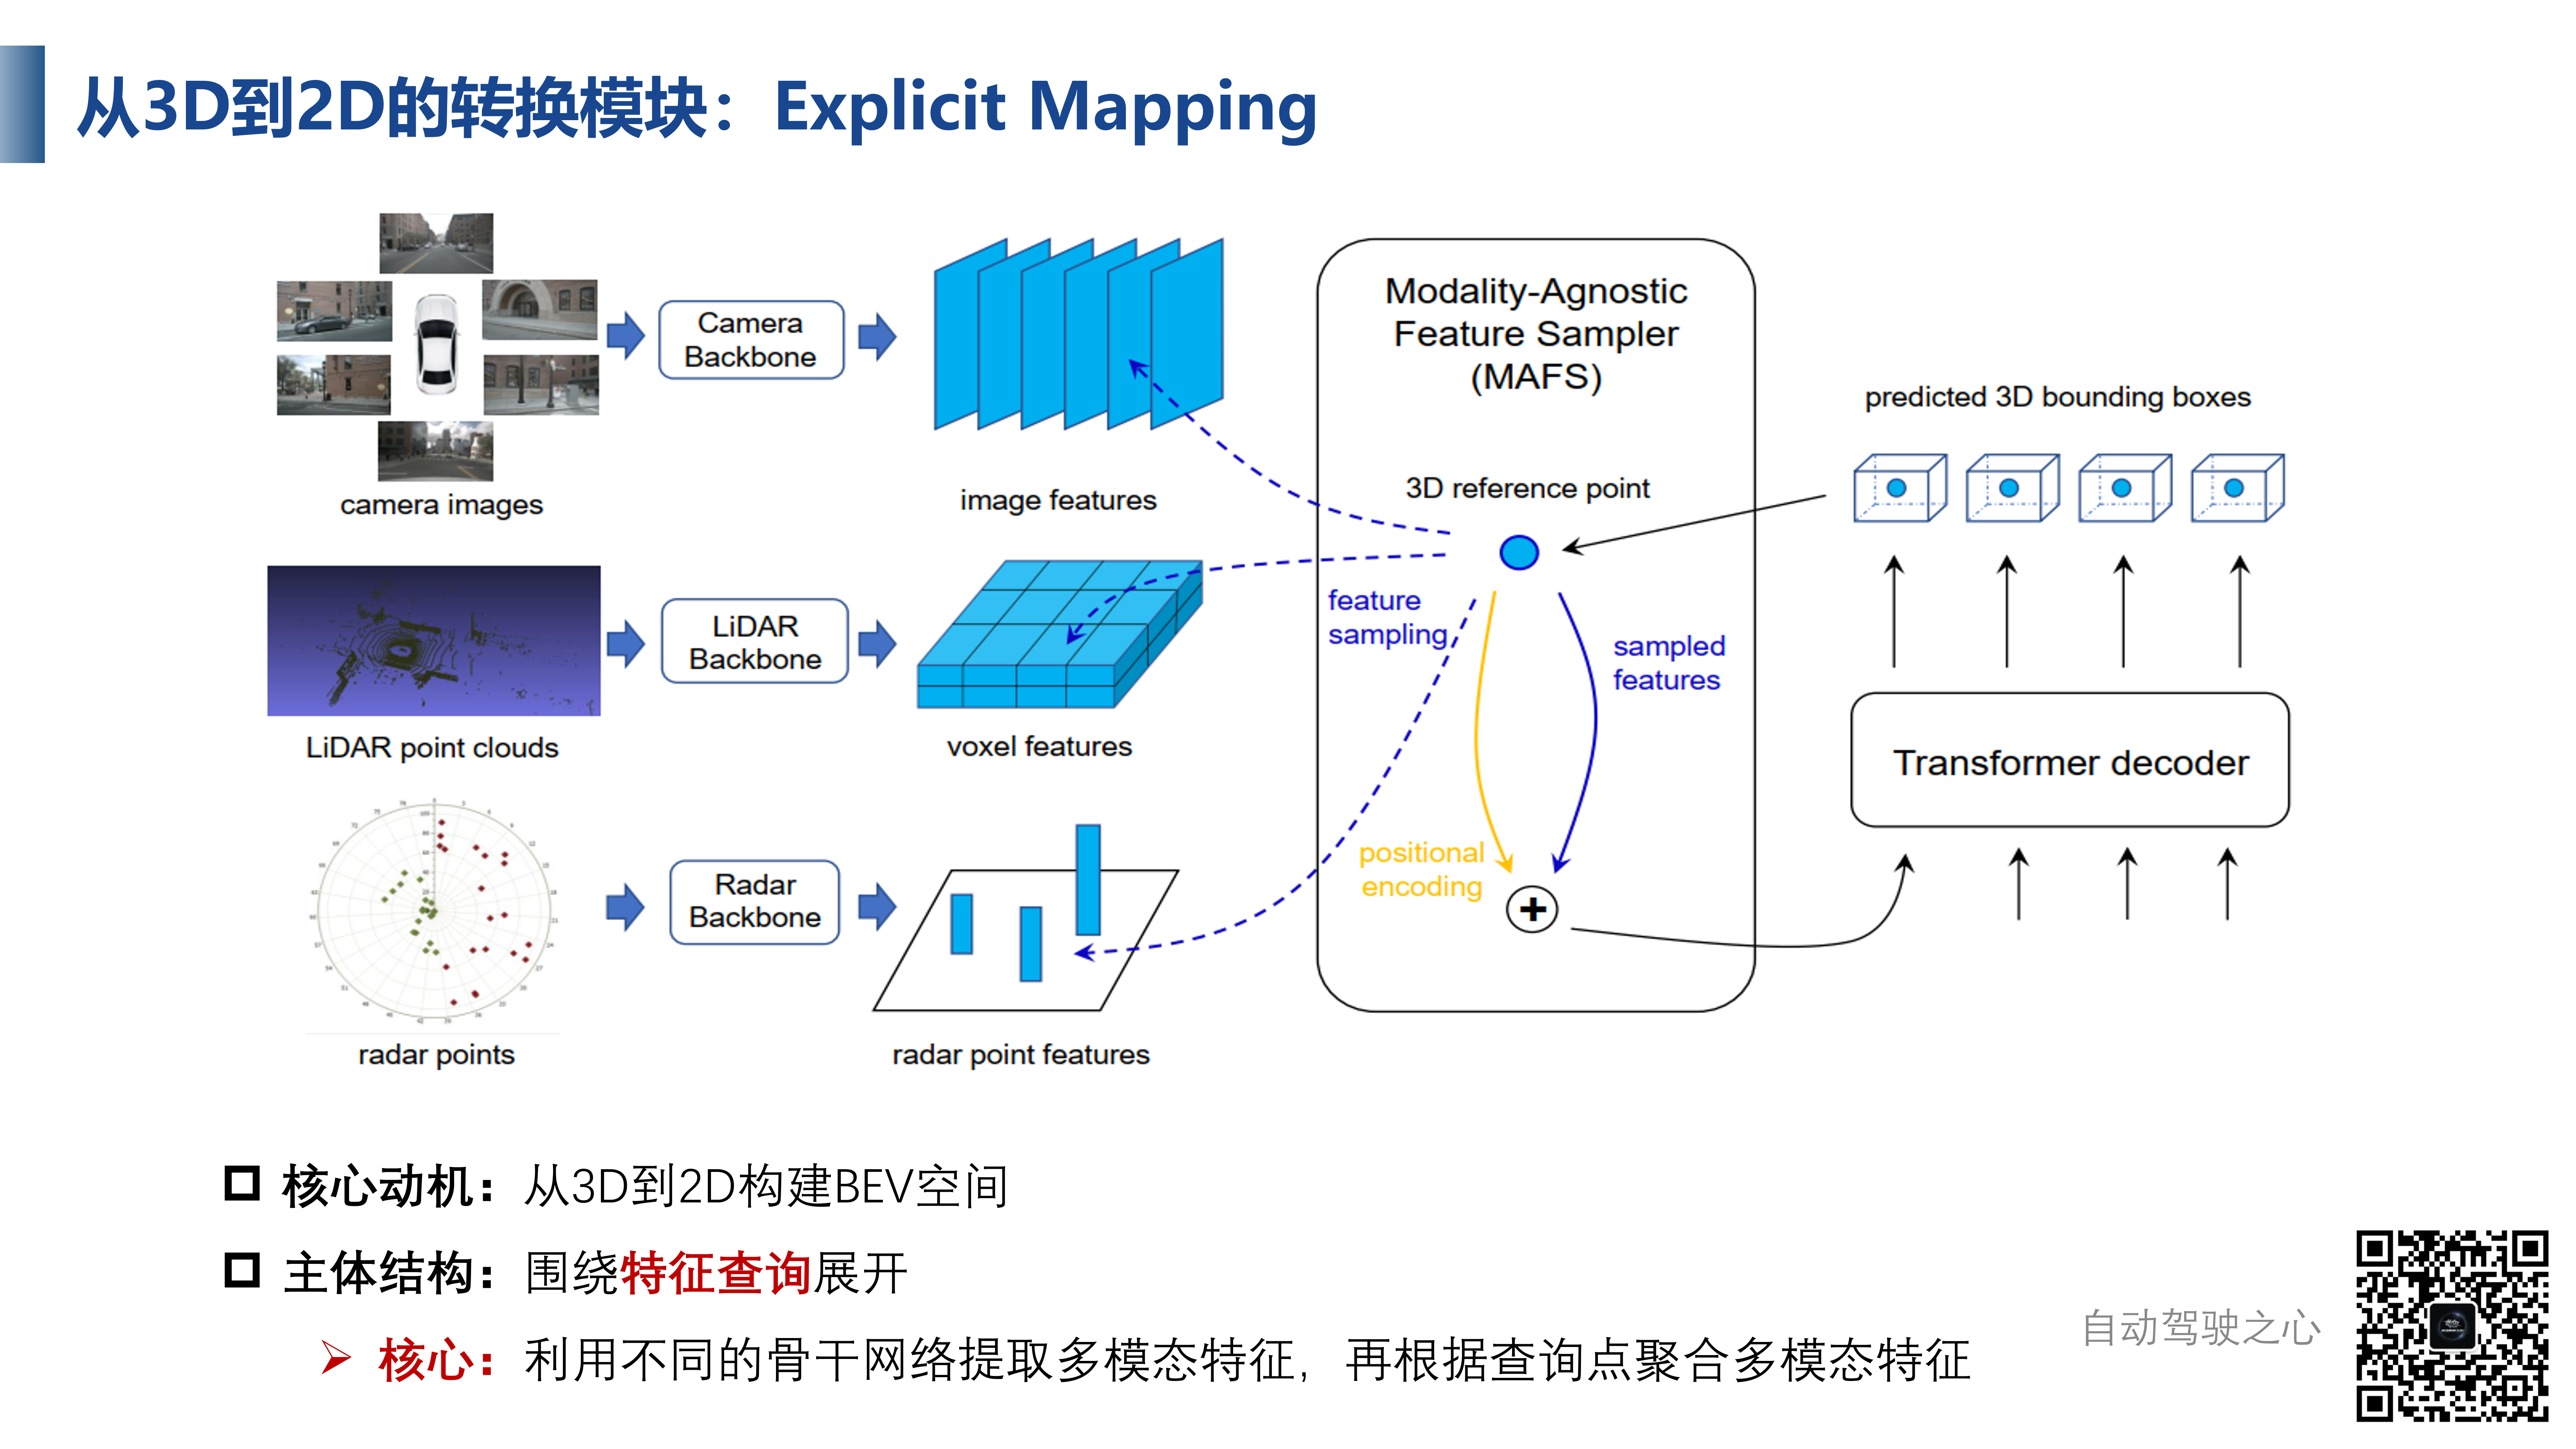 从3D到2D的转换模块：Explicit Mapping
camera images
Camera
Backbone
image features
LiDAR point clouds
LiDAR
Backbone
voxel features
radar points
Radar
Backbone
radar point features
Modality-Agnostic
Feature Sampler
(MAFS)
3D reference point
feature
sampling
sampled
features
positional
encoding
predicted 3D bounding boxes
Transformer decoder
核心动机：从3D到2D构建BEV空间
主体结构：围绕特征查询展开
核心：利用不同的骨干网络提取多模态特征，再根据查询点聚合多模态特征
自动驾驶之心